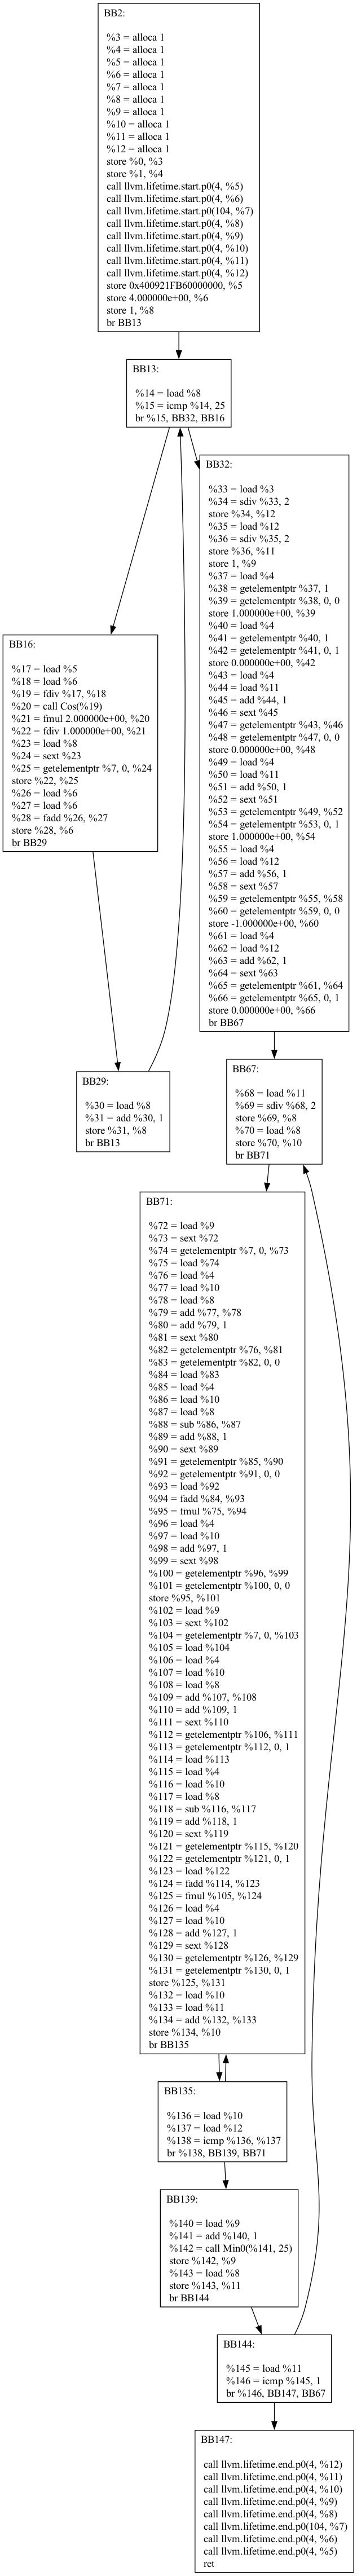 BB2:
%3 = alloca 1
%4 = alloca 1
%5 = alloca 1
%6 = alloca 1
%7 = alloca 1
%8 = alloca 1
%9 = alloca 1
%10 = alloca 1
%11 = alloca 1
%12 = alloca 1
store %0, %3
store %1, %4
call llvm.lifetime.start.p0(4, %5)
call llvm.lifetime.start.p0(4, %6)
call llvm.lifetime.start.p0(104, %7)
call llvm.lifetime.start.p0(4, %8)
call llvm.lifetime.start.p0(4, %9)
call llvm.lifetime.start.p0(4, %10)
call llvm.lifetime.start.p0(4, %11)
call llvm.lifetime.start.p0(4, %12)
store 0x400921FB60000000, %5
store 4.000000e+00, %6
store 1, %8
br BB13
BB13:
%14 = load %8
%15 = icmp %14, 25
br %15, BB32, BB16
BB32:
%33 = load %3
%34 = sdiv %33, 2
store %34, %12
%35 = load %12
%36 = sdiv %35, 2
store %36, %11
store 1, %9
%37 = load %4
%38 = getelementptr %37, 1
%39 = getelementptr %38, 0, 0
store 1.000000e+00, %39
%40 = load %4
%41 = getelementptr %40, 1
%42 = getelementptr %41, 0, 1
store 0.000000e+00, %42
%43 = load %4
%44 = load %11
%45 = add %44, 1
%46 = sext %45
%47 = getelementptr %43, %46
%48 = getelementptr %47, 0, 0
store 0.000000e+00, %48
%49 = load %4
%50 = load %11
%51 = add %50, 1
%52 = sext %51
%53 = getelementptr %49, %52
%54 = getelementptr %53, 0, 1
store 1.000000e+00, %54
%55 = load %4
%56 = load %12
%57 = add %56, 1
%58 = sext %57
%59 = getelementptr %55, %58
%60 = getelementptr %59, 0, 0
store -1.000000e+00, %60
%61 = load %4
%62 = load %12
%63 = add %62, 1
%64 = sext %63
%65 = getelementptr %61, %64
%66 = getelementptr %65, 0, 1
store 0.000000e+00, %66
br BB67
BB16:
%17 = load %5
%18 = load %6
%19 = fdiv %17, %18
%20 = call Cos(%19)
%21 = fmul 2.000000e+00, %20
%22 = fdiv 1.000000e+00, %21
%23 = load %8
%24 = sext %23
%25 = getelementptr %7, 0, %24
store %22, %25
%26 = load %6
%27 = load %6
%28 = fadd %26, %27
store %28, %6
br BB29
BB29:
%30 = load %8
%31 = add %30, 1
store %31, %8
br BB13
BB67:
%68 = load %11
%69 = sdiv %68, 2
store %69, %8
%70 = load %8
store %70, %10
br BB71
BB71:
%72 = load %9
%73 = sext %72
%74 = getelementptr %7, 0, %73
%75 = load %74
%76 = load %4
%77 = load %10
%78 = load %8
%79 = add %77, %78
%80 = add %79, 1
%81 = sext %80
%82 = getelementptr %76, %81
%83 = getelementptr %82, 0, 0
%84 = load %83
%85 = load %4
%86 = load %10
%87 = load %8
%88 = sub %86, %87
%89 = add %88, 1
%90 = sext %89
%91 = getelementptr %85, %90
%92 = getelementptr %91, 0, 0
%93 = load %92
%94 = fadd %84, %93
%95 = fmul %75, %94
%96 = load %4
%97 = load %10
%98 = add %97, 1
%99 = sext %98
%100 = getelementptr %96, %99
%101 = getelementptr %100, 0, 0
store %95, %101
%102 = load %9
%103 = sext %102
%104 = getelementptr %7, 0, %103
%105 = load %104
%106 = load %4
%107 = load %10
%108 = load %8
%109 = add %107, %108
%110 = add %109, 1
%111 = sext %110
%112 = getelementptr %106, %111
%113 = getelementptr %112, 0, 1
%114 = load %113
%115 = load %4
%116 = load %10
%117 = load %8
%118 = sub %116, %117
%119 = add %118, 1
%120 = sext %119
%121 = getelementptr %115, %120
%122 = getelementptr %121, 0, 1
%123 = load %122
%124 = fadd %114, %123
%125 = fmul %105, %124
%126 = load %4
%127 = load %10
%128 = add %127, 1
%129 = sext %128
%130 = getelementptr %126, %129
%131 = getelementptr %130, 0, 1
store %125, %131
%132 = load %10
%133 = load %11
%134 = add %132, %133
store %134, %10
br BB135
BB135:
%136 = load %10
%137 = load %12
%138 = icmp %136, %137
br %138, BB139, BB71
BB139:
%140 = load %9
%141 = add %140, 1
%142 = call Min0(%141, 25)
store %142, %9
%143 = load %8
store %143, %11
br BB144
BB144:
%145 = load %11
%146 = icmp %145, 1
br %146, BB147, BB67
BB147:
call llvm.lifetime.end.p0(4, %12)
call llvm.lifetime.end.p0(4, %11)
call llvm.lifetime.end.p0(4, %10)
call llvm.lifetime.end.p0(4, %9)
call llvm.lifetime.end.p0(4, %8)
call llvm.lifetime.end.p0(104, %7)
call llvm.lifetime.end.p0(4, %6)
call llvm.lifetime.end.p0(4, %5)
ret